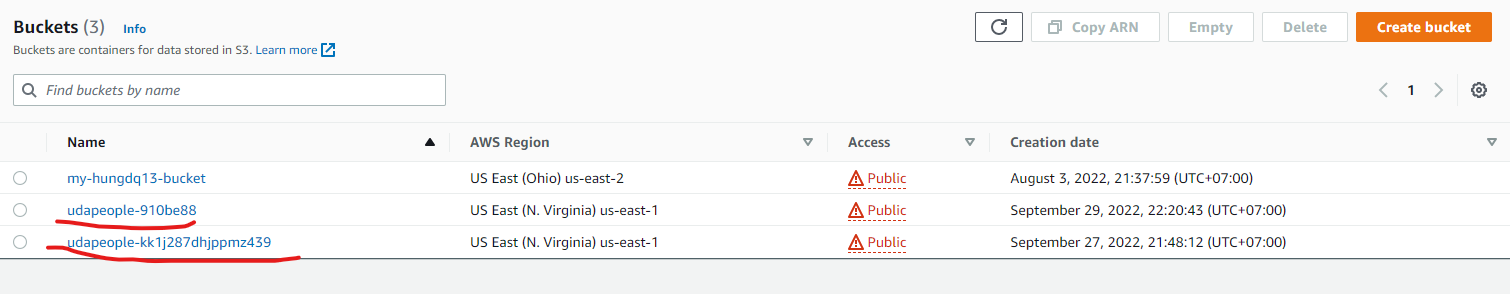 Buckets (3) Info
Copy ARN Empty Delete Create bucket
Buckets are containers for data stored in S3. Learn more
Find buckets by name
1
Name AWS Region Access Creation date
my-hungdq13-bucket US East (Ohio) us-east-2 Public August 3, 2022, 21:37:59 (UTC+07:00)
udapeople-910be88 US East (N. Virginia) us-east-1 Public September 29, 2022, 22:20:43 (UTC+07:00)
udapeople-kk1j287dhjppmz439 US East (N. Virginia) us-east-1 Public September 27, 2022, 21:48:12 (UTC+07:00)